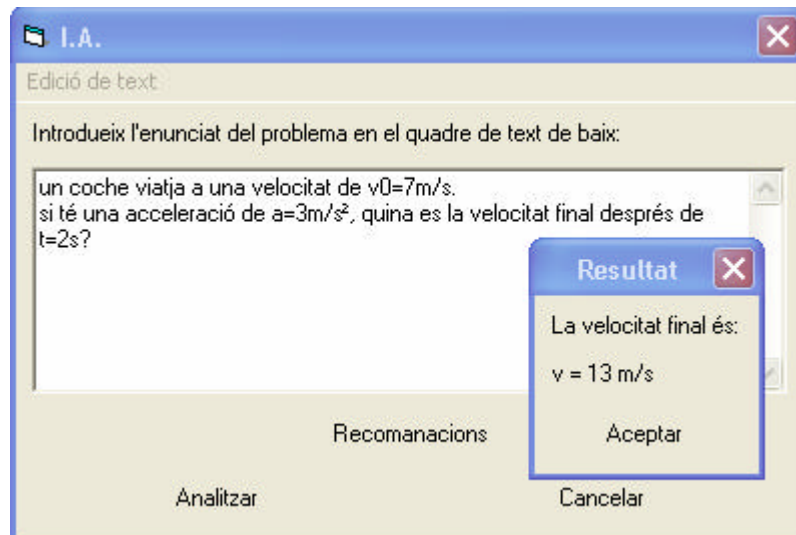 I.A.
Edició de text
Introdueix l'enunciat del problema en el quadre de text de baix:
un coche viatja a una velocitat de v0=7m/s.
si té una acceleració de a=3m/s², quina es la velocitat final després de
t=2s?
Resultat
La velocitat final és:
v = 13 m/s
Aceptar
Recomanacions
Analitzar
Cancelar